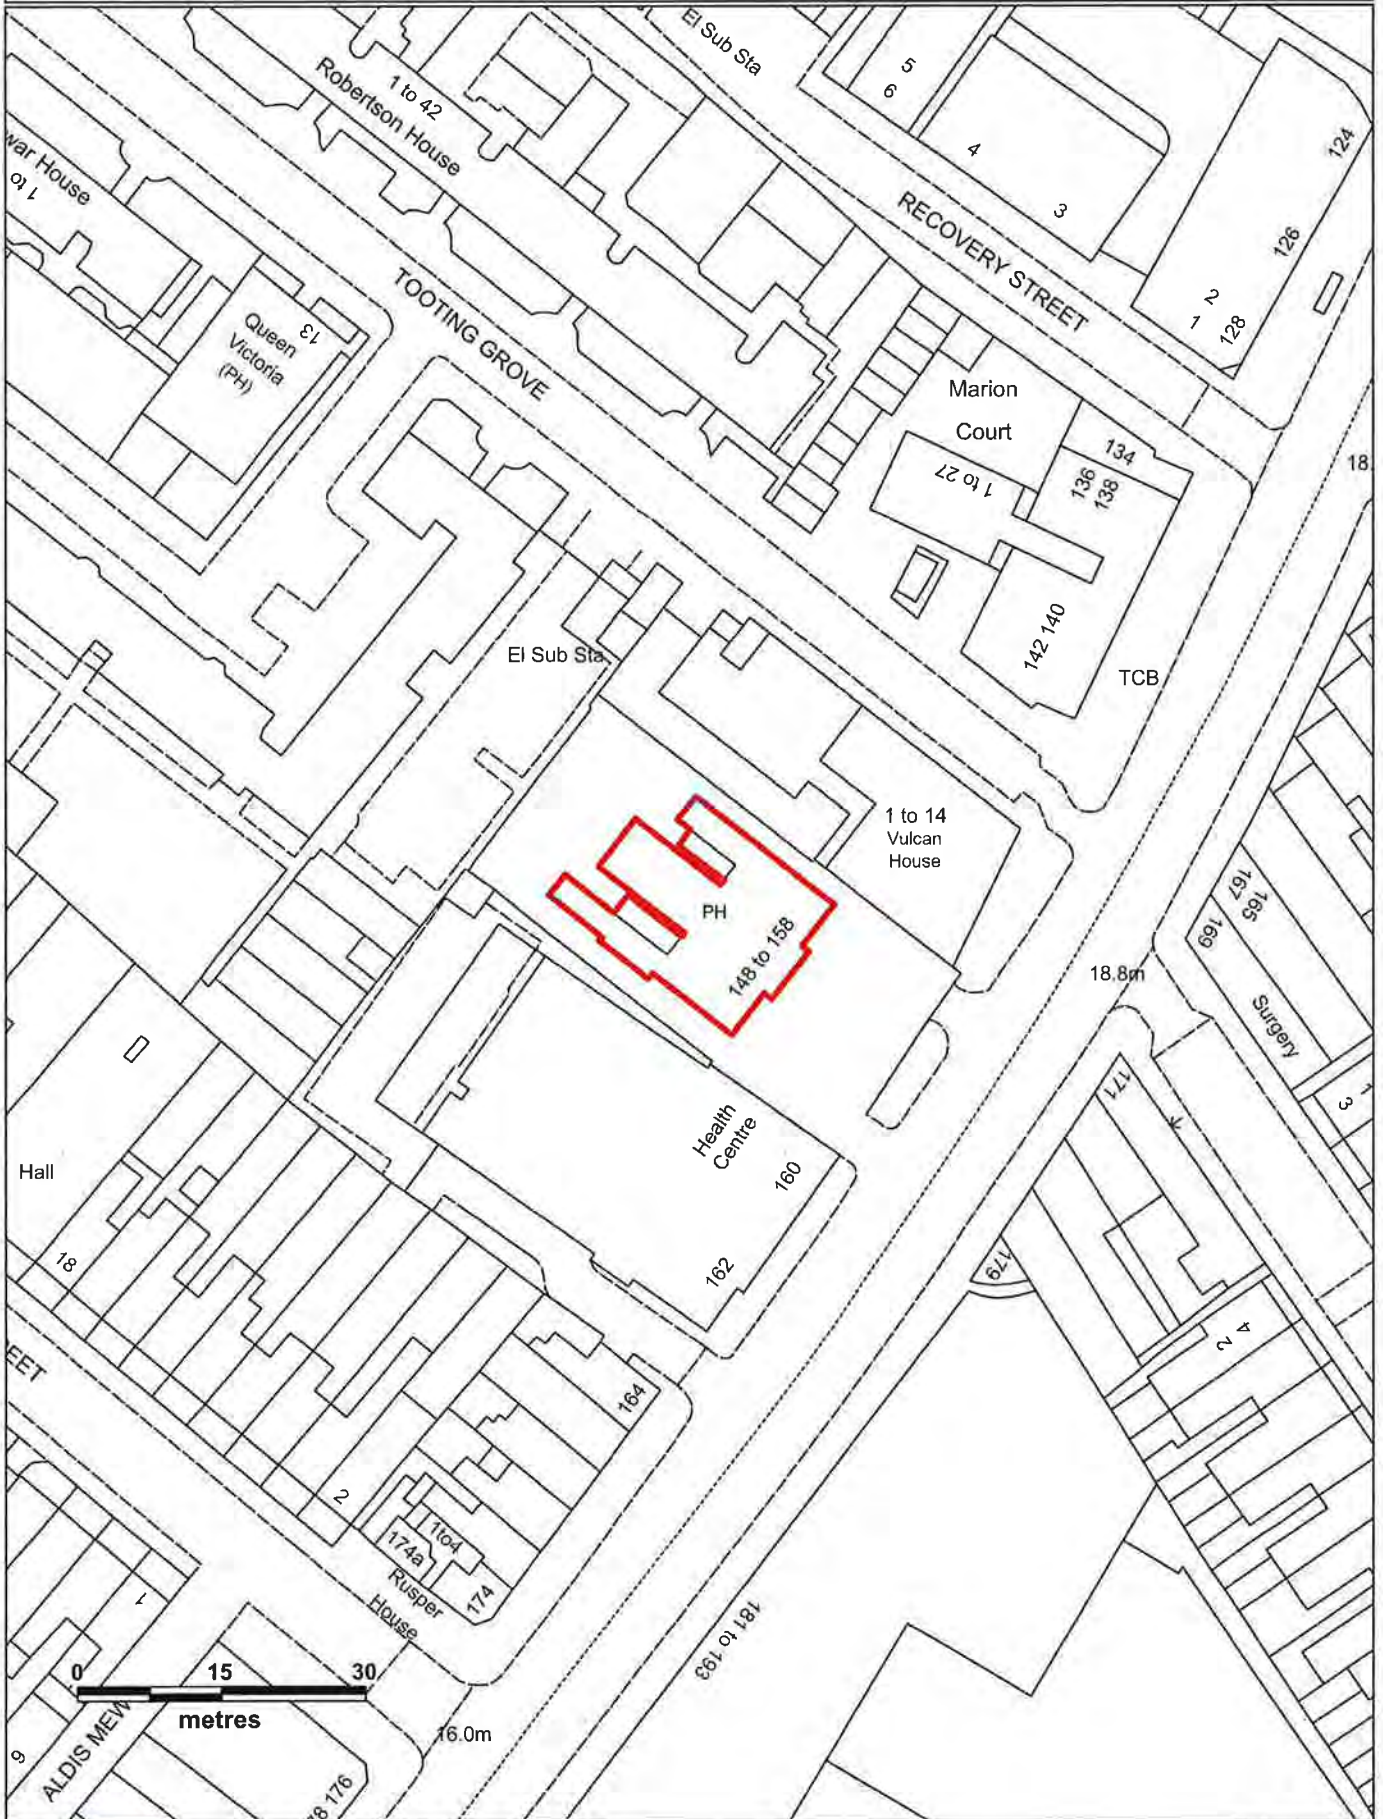 El Sub Sta
5
6
1 to 42
Robertson House
4
3
124
126
2
1
128
war House
1 to
RECOVERY STREET
TOOTING GROVE
13
Queen
Victoria
(PH)
Marion
Court
1 to 27
134
136
138
18.
142 140
El Sub Sta
TCB
1 to 14
Vulcan
House
PH
148 to 158
167
165
169
18.8m
Surgery
1
3
171
Health
Centre
160
162
Hall
18
179
4
2
EET
164
2
1to4
174a
174
Rusper
House
1
181 to 193
0 15 30
metres
16.0m
9
ALDIS MEW
78 176